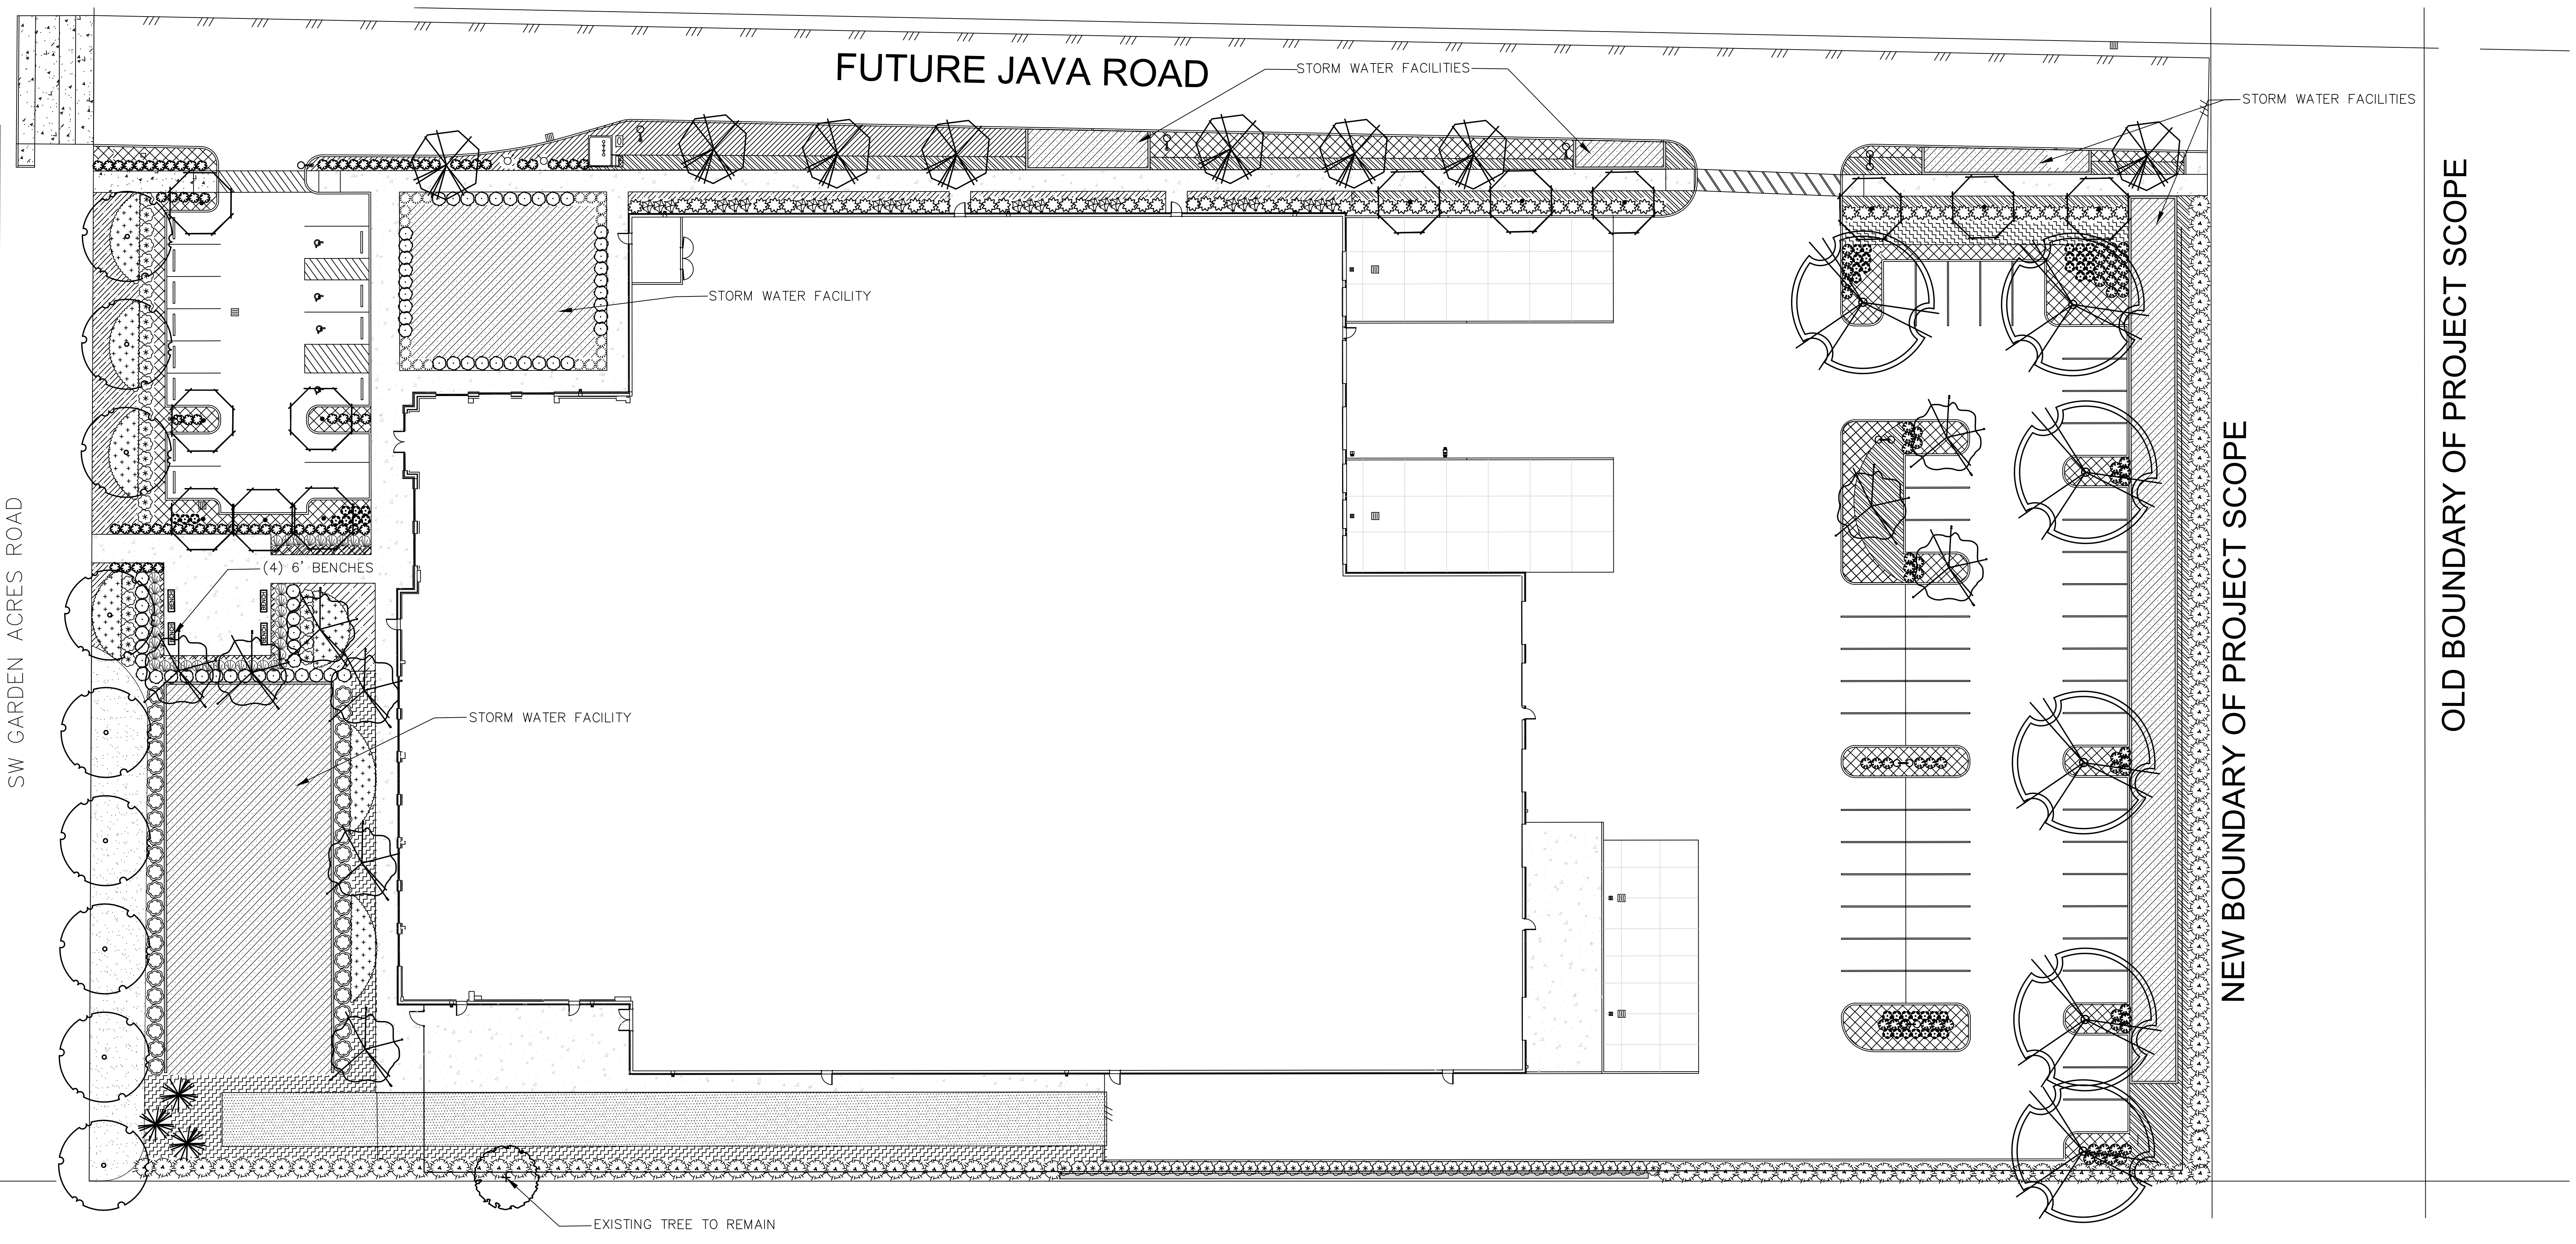 FUTURE JAVA ROAD
STORM WATER FACILITIES
STORM WATER FACILITIES
STORM WATER FACILITY
OLD BOUNDARY OF PROJECT SCOPE
NEW BOUNDARY OF PROJECT SCOPE
SW GARDEN ACRES ROAD
(4) 6' BENCHES
STORM WATER FACILITY
EXISTING TREE TO REMAIN